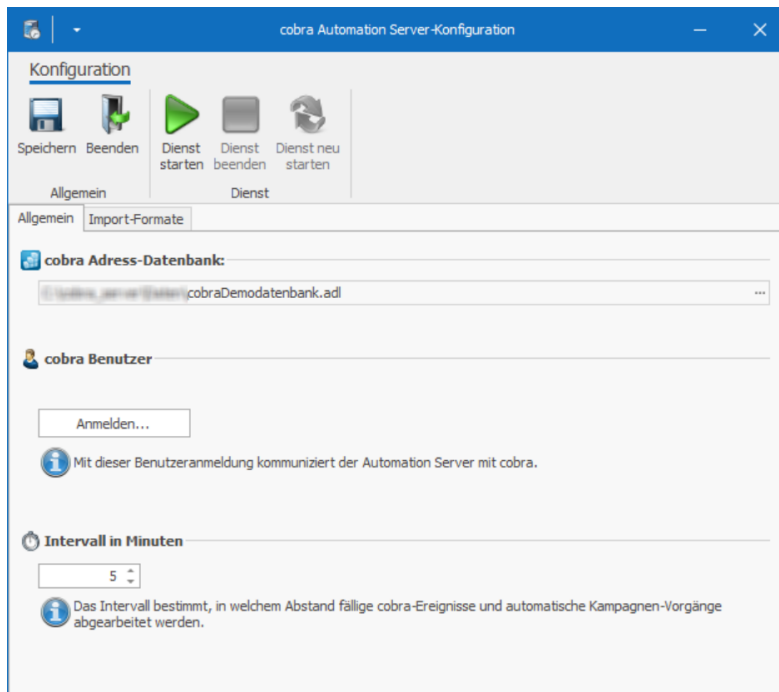 cobra Automation Server-Konfiguration
Konfiguration
Speichern Beenden Dienst starten Dienst beenden Dienst neu starten
Allgemein Dienst
Allgemein Import-Formate
cobra Adress-Datenbank:
cobraDemodatenbank.adl
cobra Benutzer
Anmelden...
Mit dieser Benutzeranmeldung kommuniziert der Automation Server mit cobra.
Intervall in Minuten
5
Das Intervall bestimmt, in welchem Abstand fällige cobra-Ereignisse und automatische Kampagnen-Vorgänge
abgearbeitet werden.